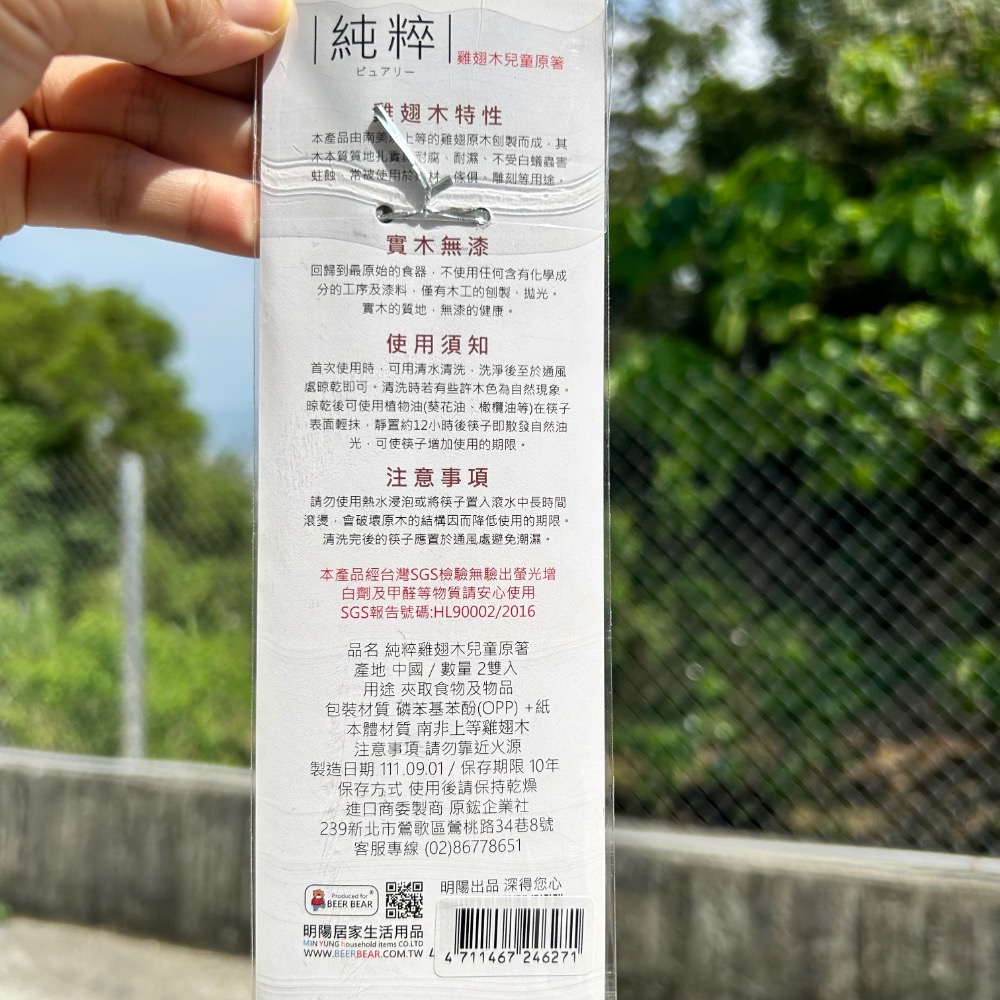 純粹
ピュアリー
雞翅木兒童原箸
翅木特性
本產品由南美 上等的雞翅原木刨製而成，其
木本質質地扎實 耐腐、耐濕、不受白蟻蟲害
蛀蝕，常被使用於 材、傢俱、雕刻等用途。
實木無漆
回歸到最原始的食器，不使用任何含有化學成
分的工序及漆料，僅有木工的刨製、拋光。
實木的質地，無漆的健康。
使用須知
首次使用時，可用清水清洗，洗淨後至於通風
處晾乾即可。清洗時若有些許木色為自然現象。
晾乾後可使用植物油(葵花油、橄欖油等)在筷子
表面輕抹，靜置約12小時後筷子即散發自然油
光，可使筷子增加使用的期限。
注意事項
請勿使用熱水浸泡或將筷子置入滾水中長時間
滾燙，會破壞原木的結構因而降低使用的期限。
清洗完後的筷子應置於通風處避免潮濕。
本產品經台灣SGS檢驗無驗出螢光增
白劑及甲醛等物質請安心使用
SGS報告號碼:HL90002/2016
品名 純粹雞翅木兒童原箸
產地 中國 / 數量 2雙入
用途 夾取食物及物品
包裝材質 磷苯基苯酚(OPP) +紙
本體材質 南非上等雞翅木
注意事項 請勿靠近火源
製造日期 111.09.01 / 保存期限 10年
保存方式 使用後請保持乾燥
進口商委製商 原鋐企業社
239新北市鶯歌區鶯桃路34巷8號
客服專線 (02)86778651
Produced for
BEER BEAR®
明陽出品 深得您心
明陽居家生活用品
MIN YUNG household items CO.LTD
WWW.BEERBEAR.COM.TW
4 711467 246271